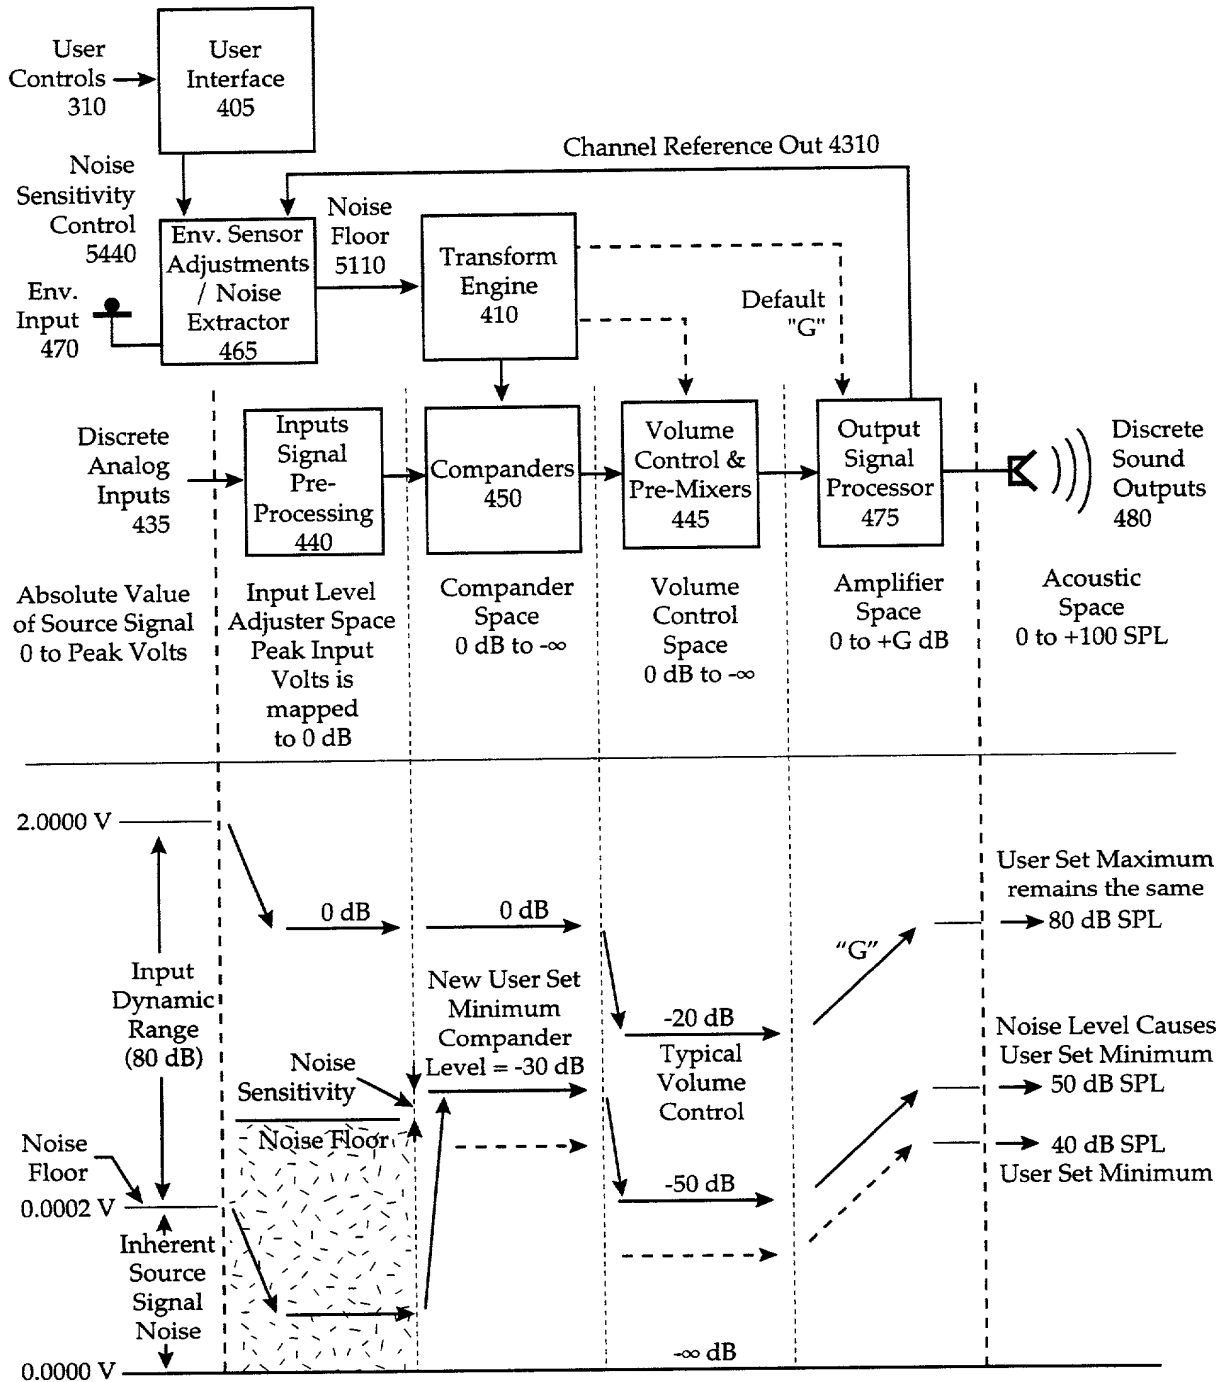 User
Controls
310
User
Interface
405
Channel Reference Out 4310
Noise
Sensitivity
Control
5440
Env.
Input
470
Env. Sensor
Adjustments
/ Noise
Extractor
465
Noise
Floor
5110
Transform
Engine
410
Default
"G"
Discrete
Analog
Inputs
435
Inputs
Signal
Pre-
Processing
440
Companders
450
Volume
Control &
Pre-Mixers
445
Output
Signal
Processor
475
Discrete
Sound
Outputs
480
Absolute Value
of Source Signal
0 to Peak Volts
Input Level
Adjuster Space
Peak Input
Volts is
mapped
to 0 dB
Compander
Space
0 dB to -∞
Volume
Control
Space
0 dB to -∞
Amplifier
Space
0 to +G dB
Acoustic
Space
0 to +100 SPL
2.0000 V
Input
Dynamic
Range
(80 dB)
Noise
Floor
0.0002 V
Inherent
Source
Signal
Noise
0.0000 V
0 dB
Noise
Sensitivity
Noise Floor
0 dB
New User Set
Minimum
Compander
Level = -30 dB
-20 dB
Typical
Volume
Control
-50 dB
-∞ dB
“G”
User Set Maximum
remains the same
80 dB SPL
Noise Level Causes
User Set Minimum
50 dB SPL
40 dB SPL
User Set Minimum